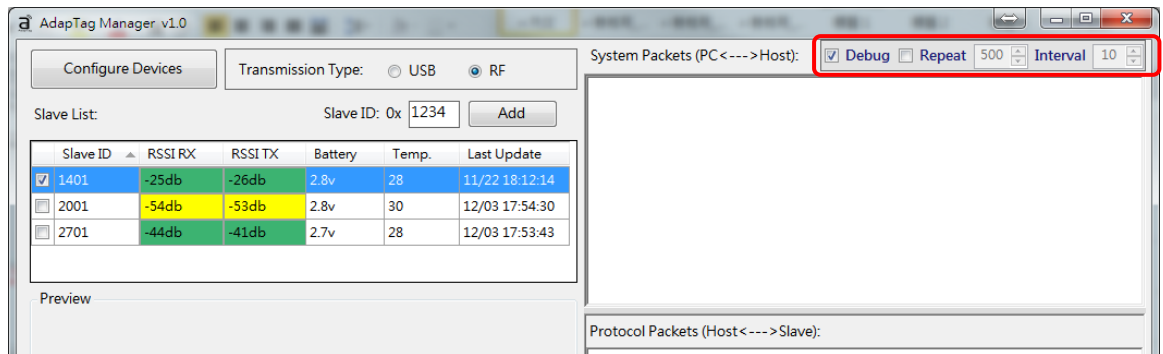 a AdapTag Manager v1.0
Configure Devices Transmission Type: USB RF
System Packets (PC<--->Host): Debug Repeat 500 Interval 10
Slave List: Slave ID: 0x 1234 Add
Slave ID RSSI RX RSSI TX Battery Temp. Last Update
1401 -25db -26db 2.8v 28 11/22 18:12:14
2001 -54db -53db 2.8v 30 12/03 17:54:30
2701 -44db -41db 2.7v 28 12/03 17:53:43
Preview
Protocol Packets (Host<--->Slave):